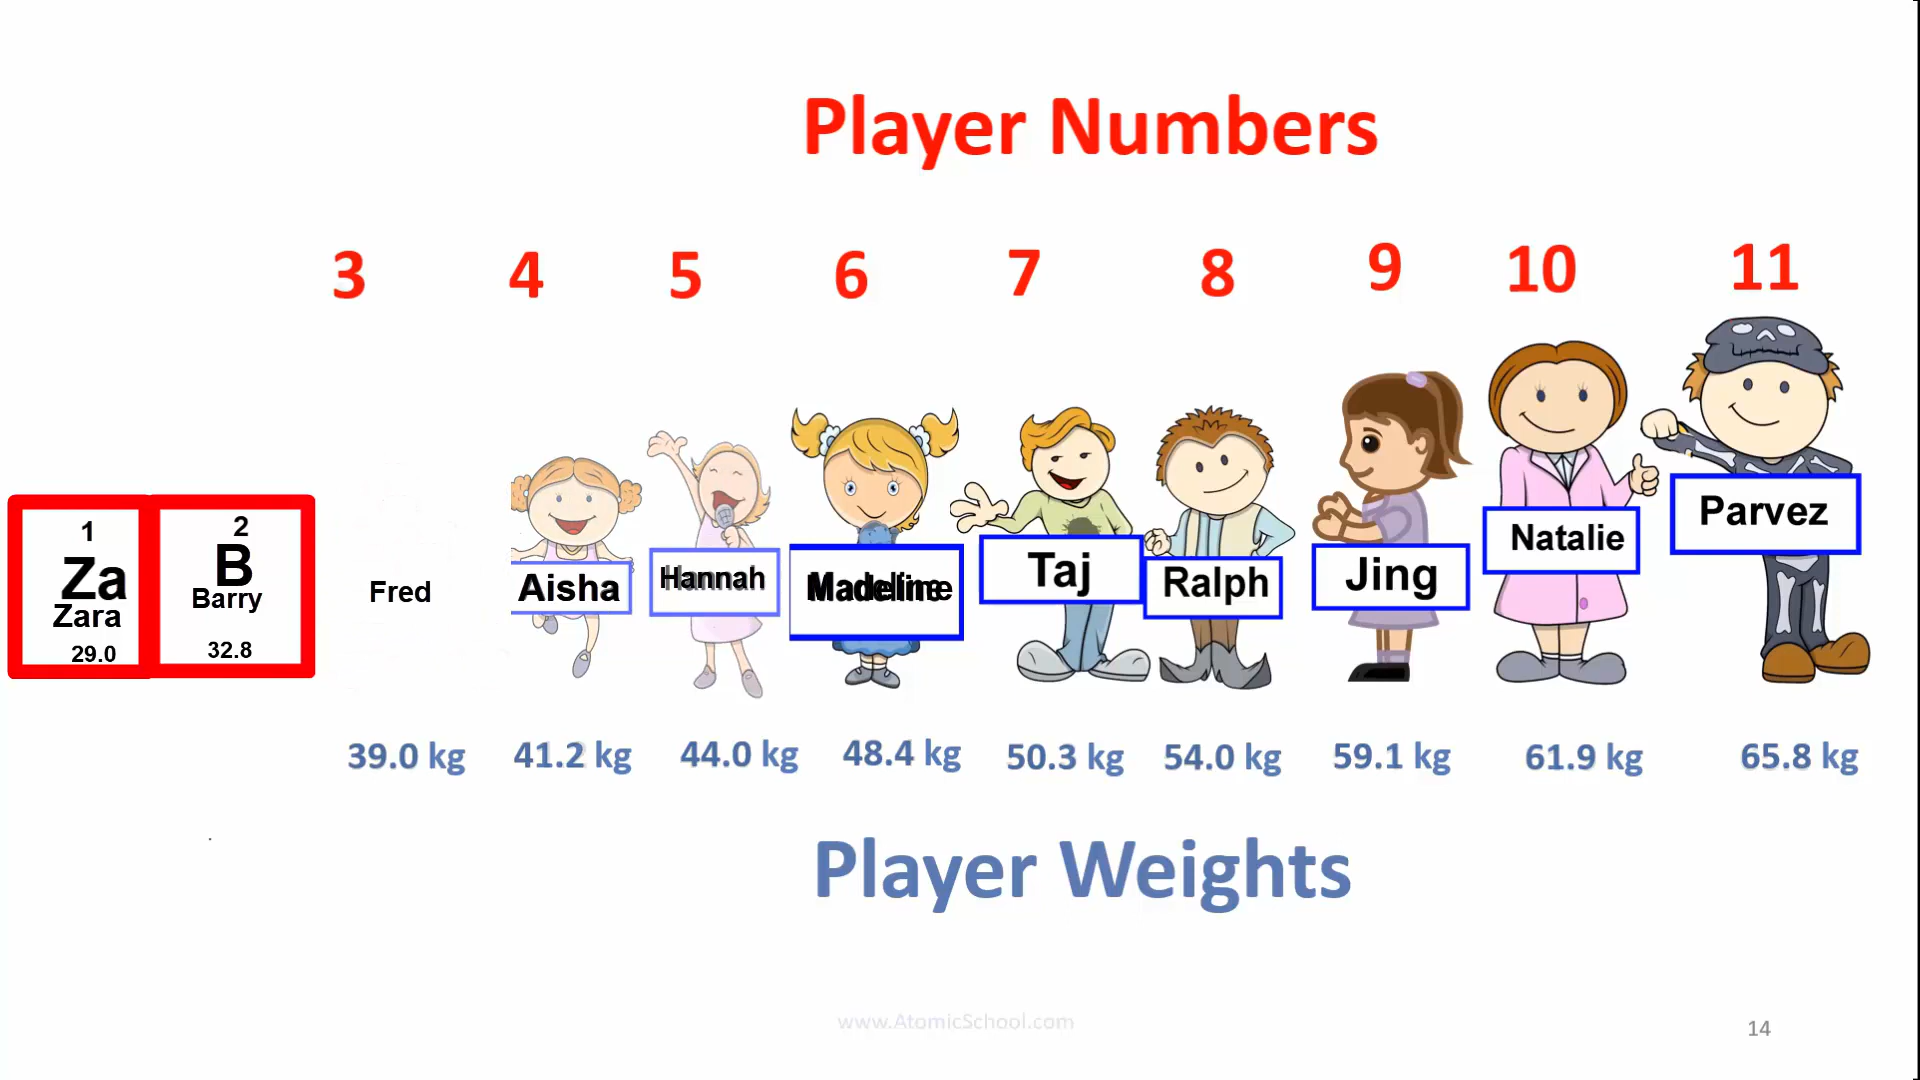 Player Numbers
3 4 5 6 7 8 9 10 11
1
Za
Zara
29.0
2
B
Barry
32.8
Fred
Aisha
Hannah
Madeline
Taj
Ralph
Jing
Natalie
Parvez
39.0 kg 41.2 kg 44.0 kg 48.4 kg 50.3 kg 54.0 kg 59.1 kg 61.9 kg 65.8 kg
Player Weights
www.AtomicSchool.com
14